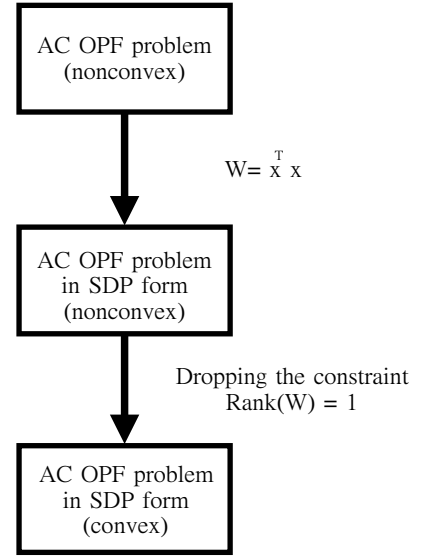 AC OPF problem
(nonconvex)
W= x^T x
AC OPF problem
in SDP form
(nonconvex)
Dropping the constraint
Rank(W) = 1
AC OPF problem
in SDP form
(convex)